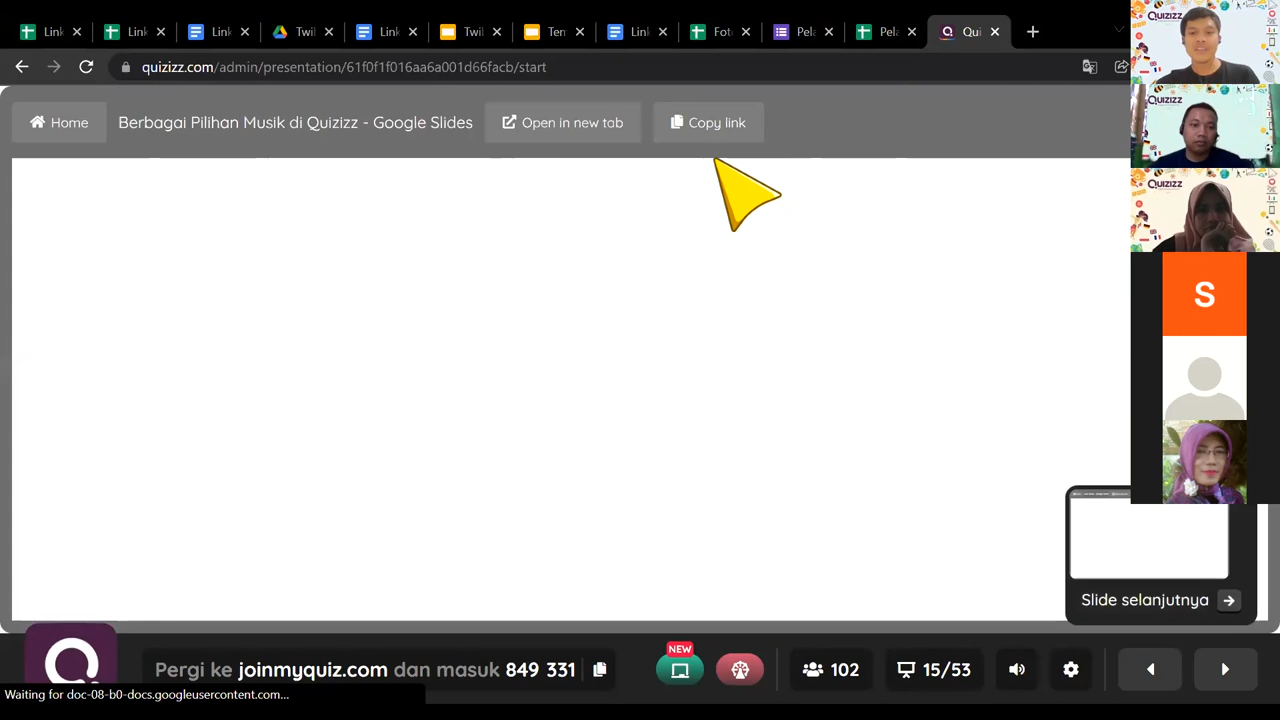 Link
Link
Link
Twil
Link
Twil
Ten
Link
Fot
Pela
Pela
Qui
quizizz.com/admin/presentation/61f0f1f016aa6a001d66facb/start
Home
Berbagai Pilihan Musik di Quizizz - Google Slides
Open in new tab
Copy link
QUIZIZZ
QUIZIZZ
QUIZIZZ
S
Slide selanjutnya
NEW
Pergi ke joinmyquiz.com dan masuk 849 331
102
15/53
Waiting for doc-08-b0-docs.googleusercontent.com...